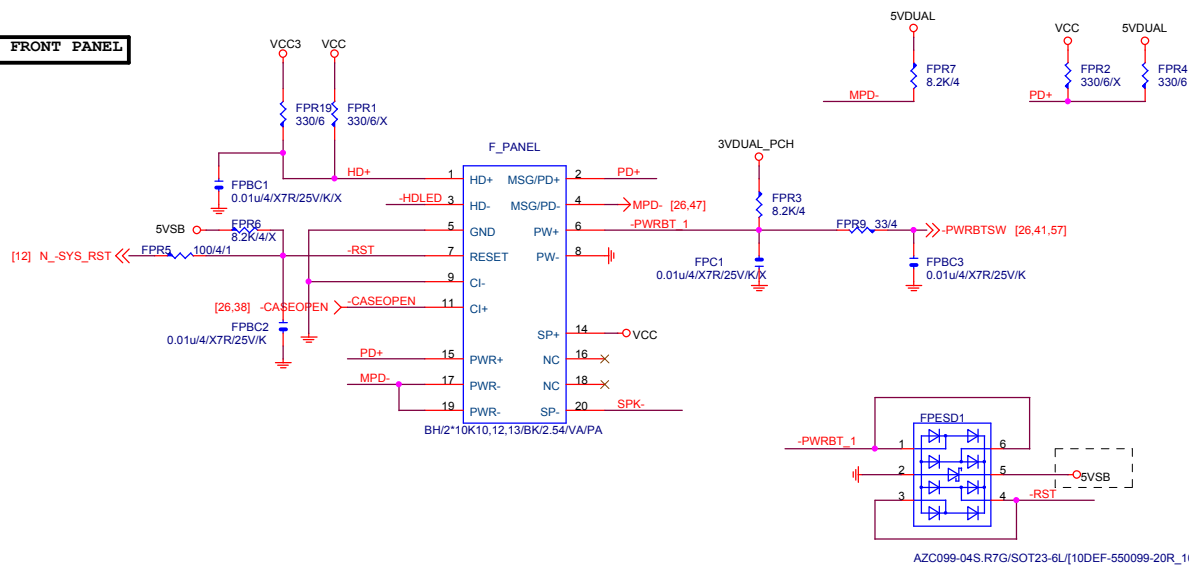 FRONT PANEL
VCC3
VCC
5VDUAL
VCC
5VDUAL
FPR19
330/6
FPR1
330/6/X
FPR7
8.2K/4
MPD-
FPR2
330/6/X
FPR4
330/6
PD+
F_PANEL
3VDUAL_PCH
FPBC1
0.01u/4/X7R/25V/K/X
HD+
1
HD+
MSG/PD+
2
PD+
-HDLED
3
HD-
MSG/PD-
4
MPD- [26,47]
FPR3
8.2K/4
5VSB
FPR6
8.2K/4/X
5
GND
PW+
6
-PWRBT_1
FPR9
33/4
-PWRBTSW [26,41,57]
[12] N_-SYS_RST
FPR5
100/4/1
-RST
7
RESET
PW-
8
FPC1
0.01u/4/X7R/25V/K/X
FPBC3
0.01u/4/X7R/25V/K
9
CI-
[26,38] -CASEOPEN
-CASEOPEN
11
CI+
FPBC2
0.01u/4/X7R/25V/K
SP+
14
VCC
PD+
15
PWR+
NC
16
MPD-
17
PWR-
NC
18
19
PWR-
SP-
20
SPK-
BH/2*10K10,12,13/BK/2.54/VA/PA
FPESD1
-PWRBT_1
1
6
2
5
5VSB
3
4
-RST
AZC099-04S.R7G/SOT23-6L/[10DEF-550099-20R_